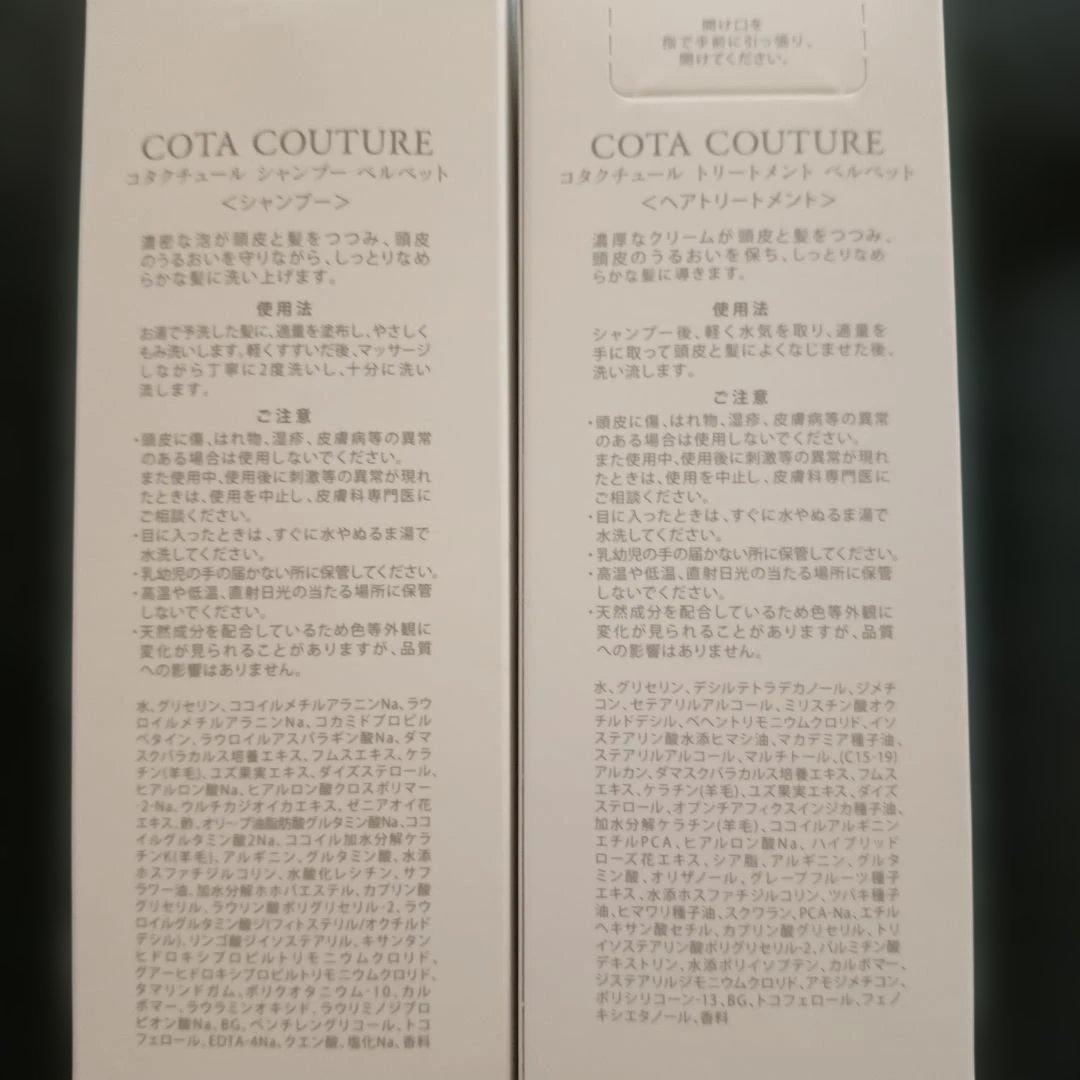 COTA COUTURE
コタクチュール シャンプー ベルベット
＜シャンプー＞
濃密な泡が頭皮と髪をつつみ、頭皮
のうるおいを守りながら、しっとりなめ
らかな髪に洗い上げます。
使用法
お湯で予洗した髪に、適量を塗布し、やさしく
もみ洗いします。軽くすすいだ後、マッサージ
しながら丁寧に2度洗いし、十分に洗い
流します。
ご注意
・頭皮に傷、はれ物、湿疹、皮膚病等の異常
のある場合は使用しないでください。
また使用中、使用後に刺激等の異常が現れ
たときは、使用を中止し、皮膚科専門医に
ご相談ください。
・目に入ったときは、すぐに水やぬるま湯で
水洗してください。
・乳幼児の手の届かない所に保管してください。
・高温や低温、直射日光の当たる場所に保管
しないでください。
・天然成分を配合しているため色等外観に
変化が見られることがありますが、品質
への影響はありません。
水、グリセリン、ココイルメチルアラニンNa、ラウ
ロイルメチルアラニンNa、コカミドプロピル
ベタイン、ラウロイルアスパラギン酸Na、ダマ
スクバラカルス培養エキス、フムスエキス、ケラ
チン(羊毛)、ユズ果実エキス、ダイズステロール、
ヒアルロン酸Na、ヒアルロン酸クロスポリマー
-2-Na、ウルチカジオイカエキス、ゼニアオイ花
エキス、酢、オリーブ油脂肪酸グルタミン酸Na、ココ
イルグルタミン酸2Na、ココイル加水分解ケラ
チンK(羊毛)、アルギニン、グルタミン酸、水添
ホスファチジルコリン、水酸化レシチン、サフ
ラワー油、加水分解ホホバエステル、カプリン酸
グリセリル、ラウリン酸ポリグリセリル-2、ラウ
ロイルグルタミン酸ジ(フィトステリル/オクチルド
デシル)、リンゴ酸ジイソステアリル、キサンタン
ヒドロキシプロピルトリモニウムクロリド、
グアーヒドロキシプロピルトリモニウムクロリド、
タマリンドガム、ポリクオタニウム-10、カル
ボマー、ラウラミンオキシド、ラウリミノジプロ
ピオン酸Na、BG、ペンチレングリコール、トコ
フェロール、EDTA-4Na、クエン酸、塩化Na、香料
開け口を
指で手前に引っ張り、
開けてください。
COTA COUTURE
コタクチュール トリートメント ベルベット
＜ヘアトリートメント＞
濃厚なクリームが頭皮と髪をつつみ、
頭皮のうるおいを保ち、しっとりなめ
らかな髪に導きます。
使用法
シャンプー後、軽く水気を取り、適量を
手に取って頭皮と髪によくなじませた後、
洗い流します。
ご注意
・頭皮に傷、はれ物、湿疹、皮膚病等の異常
のある場合は使用しないでください。
また使用中、使用後に刺激等の異常が現れ
たときは、使用を中止し、皮膚科専門医に
ご相談ください。
・目に入ったときは、すぐに水やぬるま湯で
水洗してください。
・乳幼児の手の届かない所に保管してください。
・高温や低温、直射日光の当たる場所に保管
しないでください。
・天然成分を配合しているため色等外観に
変化が見られることがありますが、品質
への影響はありません。
水、グリセリン、デシルテトラデカノール、ジメチ
コン、セテアリルアルコール、ミリスチン酸オク
チルドデシル、ベヘントリモニウムクロリド、イソ
ステアリン酸水添ヒマシ油、マカデミア種子油、
ステアリルアルコール、マルチトール、(C15-19)
アルカン、ダマスクバラカルス培養エキス、フムス
エキス、ケラチン(羊毛)、ユズ果実エキス、ダイズ
ステロール、オプンチアフィクスインジカ種子油、
加水分解ケラチン(羊毛)、ココイルアルギニン
エチルPCA、ヒアルロン酸Na、ハイブリッド
ローズ花エキス、シア脂、アルギニン、グルタ
ミン酸、オリザノール、グレープフルーツ種子
エキス、水添ホスファチジルコリン、ツバキ種子
油、ヒマワリ種子油、スクワラン、PCA-Na、エチル
ヘキサン酸セチル、カプリン酸グリセリル、トリ
イソステアリン酸ポリグリセリル-2、パルミチン酸
デキストリン、水添ポリイソブテン、カルボマー、
ジステアリルジモニウムクロリド、アモジメチコン、
ポリシリコーン-13、BG、トコフェロール、フェノ
キシエタノール、香料